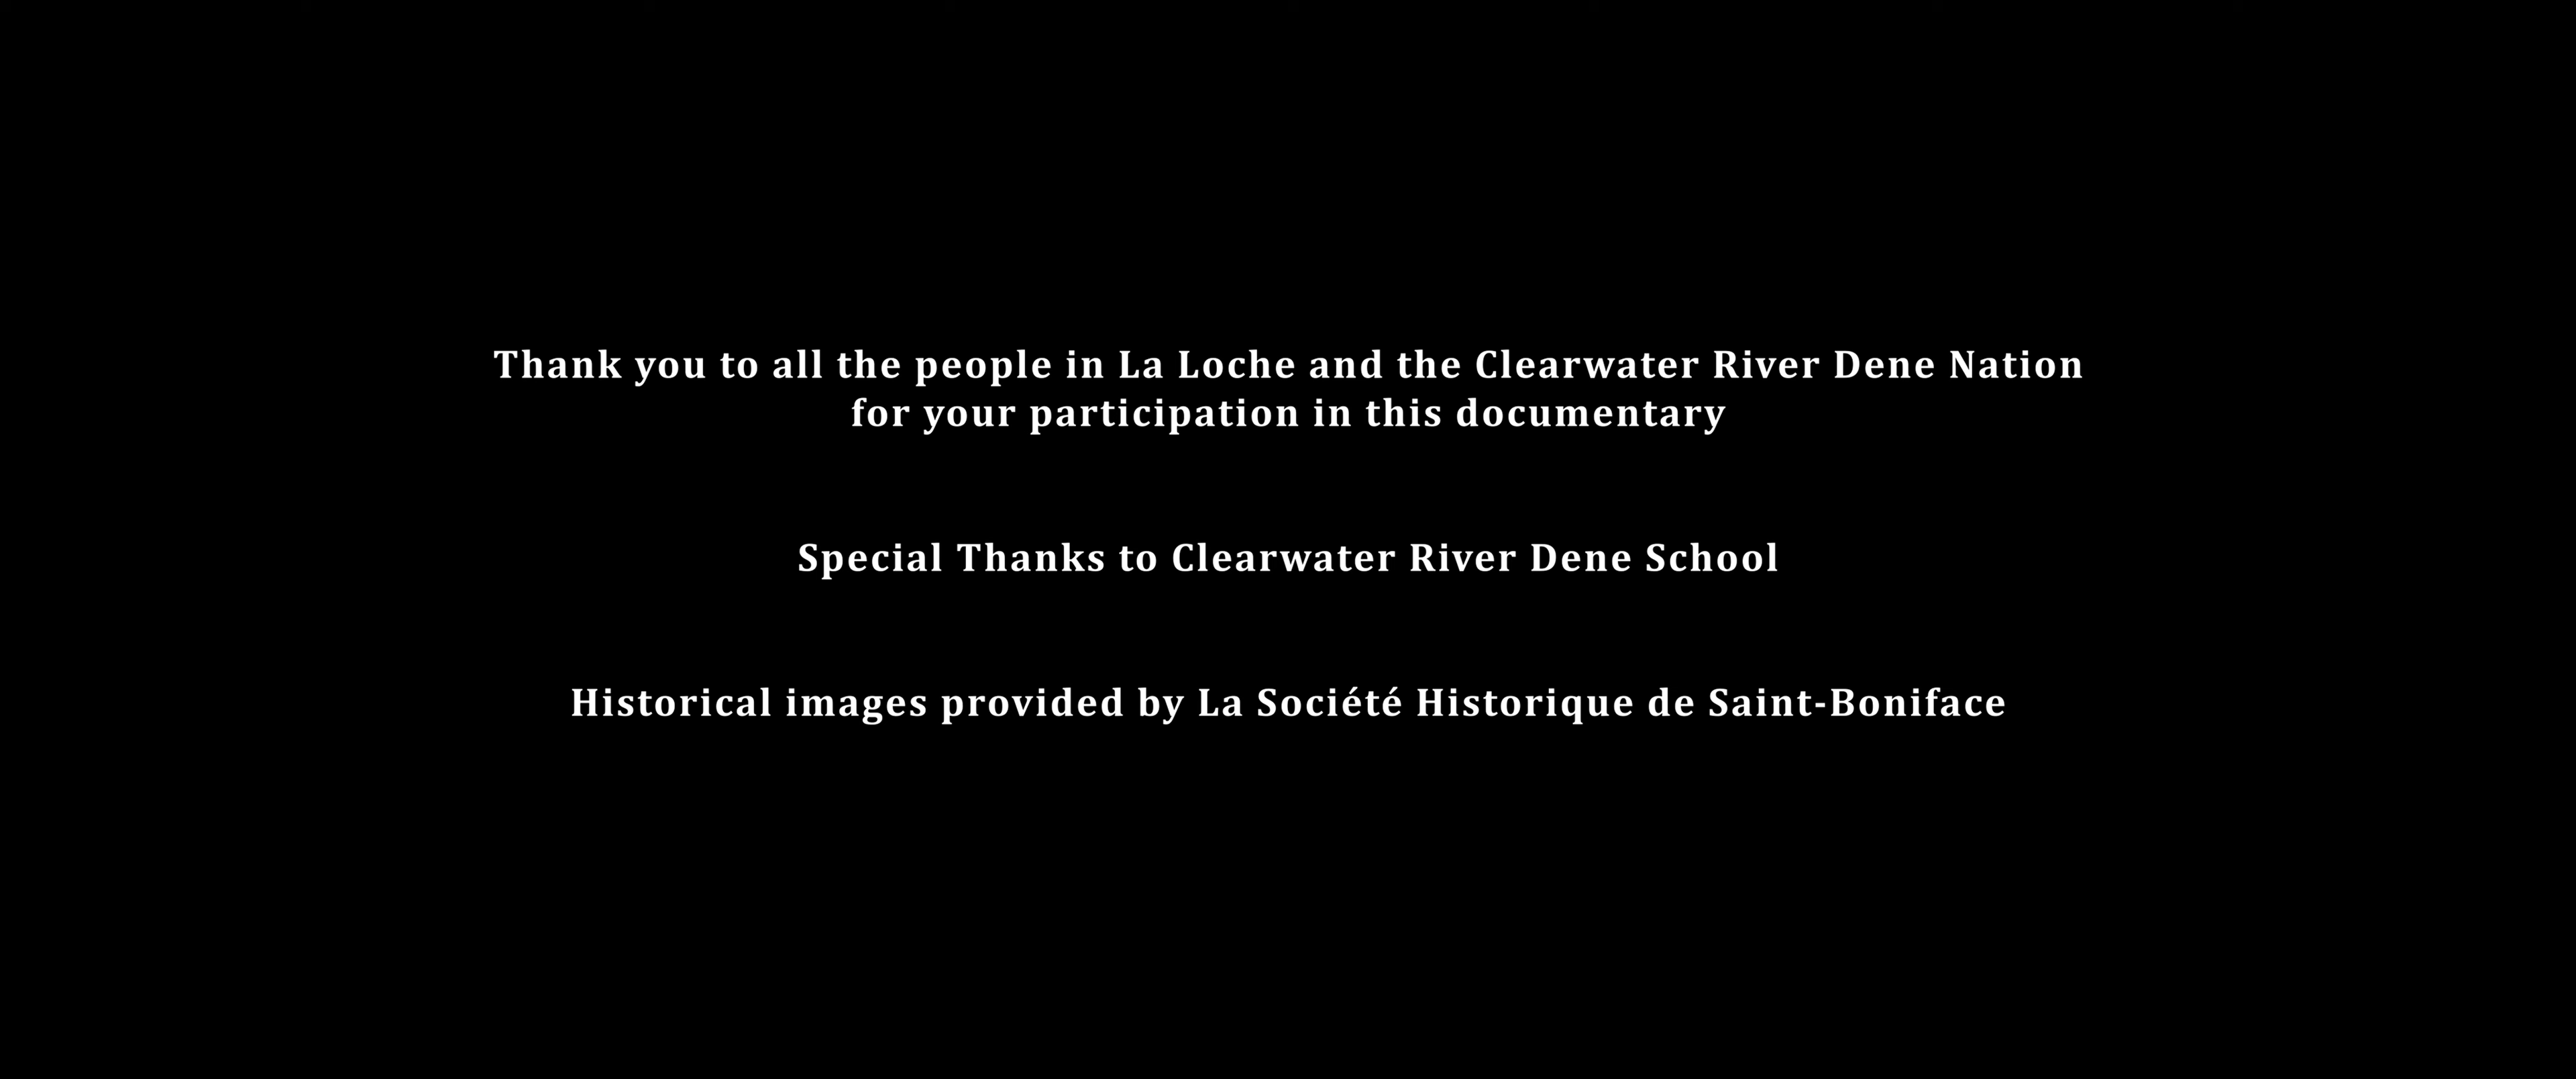 Thank you to all the people in La Loche and the Clearwater River Dene Nation
for your participation in this documentary
Special Thanks to Clearwater River Dene School
Historical images provided by La Société Historique de Saint-Boniface